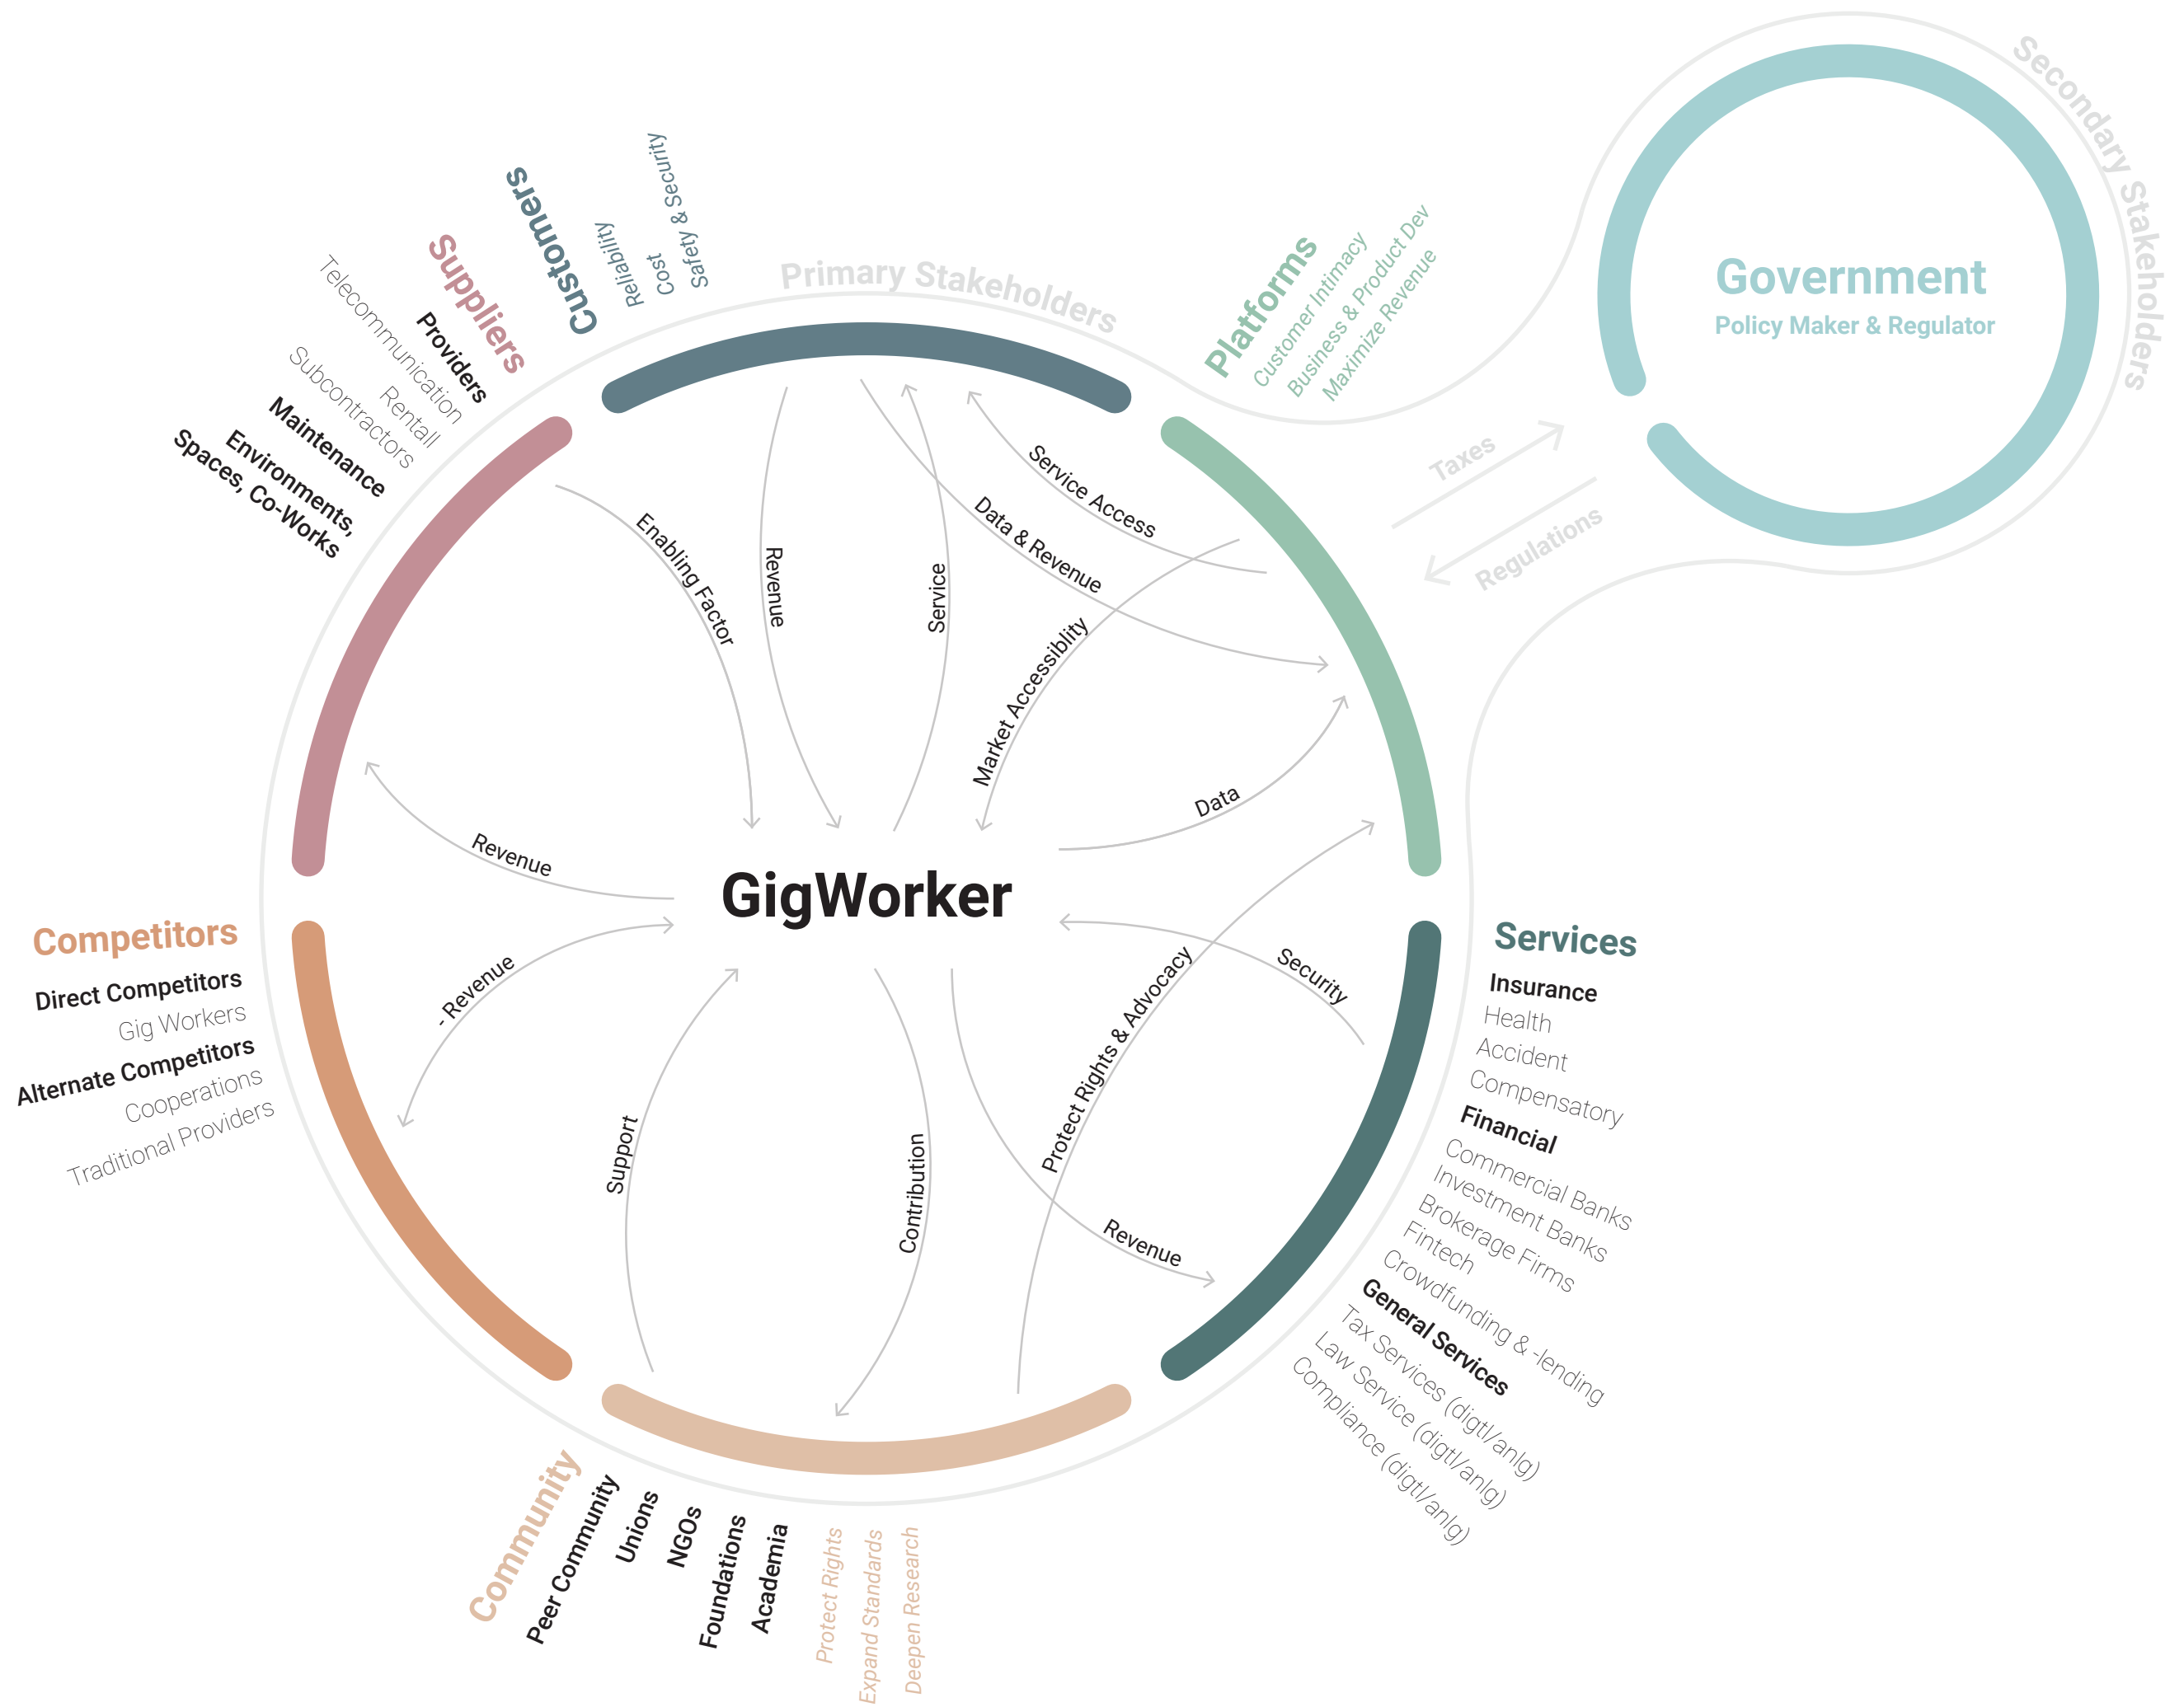 Secondary Stakeholders
Government
Policy Maker & Regulator
Taxes
Regulations
Primary Stakeholders
Customers
Reliability
Cost
Safety & Security
Platforms
Customer Intimacy
Business & Product Dev
Maximize Revenue
Suppliers
Providers
Telecommunication
Rentall
Subcontractors
Maintenance
Environments,
Spaces, Co-Works
Enabling Factor
Revenue
Service
Service Access
Data & Revenue
Market Accessiblity
Data
Revenue
GigWorker
- Revenue
Security
Protect Rights & Advocacy
Support
Contribution
Revenue
Competitors
Direct Competitors
Gig Workers
Alternate Competitors
Cooperations
Traditional Providers
Services
Insurance
Health
Accident
Compensatory
Financial
Commercial Banks
Investment Banks
Brokerage Firms
Fintech
Crowdfunding & -lending
General Services
Tax Services (digtl/anlg)
Law Service (digtl/anlg)
Compliance (digtl/anlg)
Community
Peer Community
Unions
NGOs
Foundations
Academia
Protect Rights
Expand Standards
Deepen Research